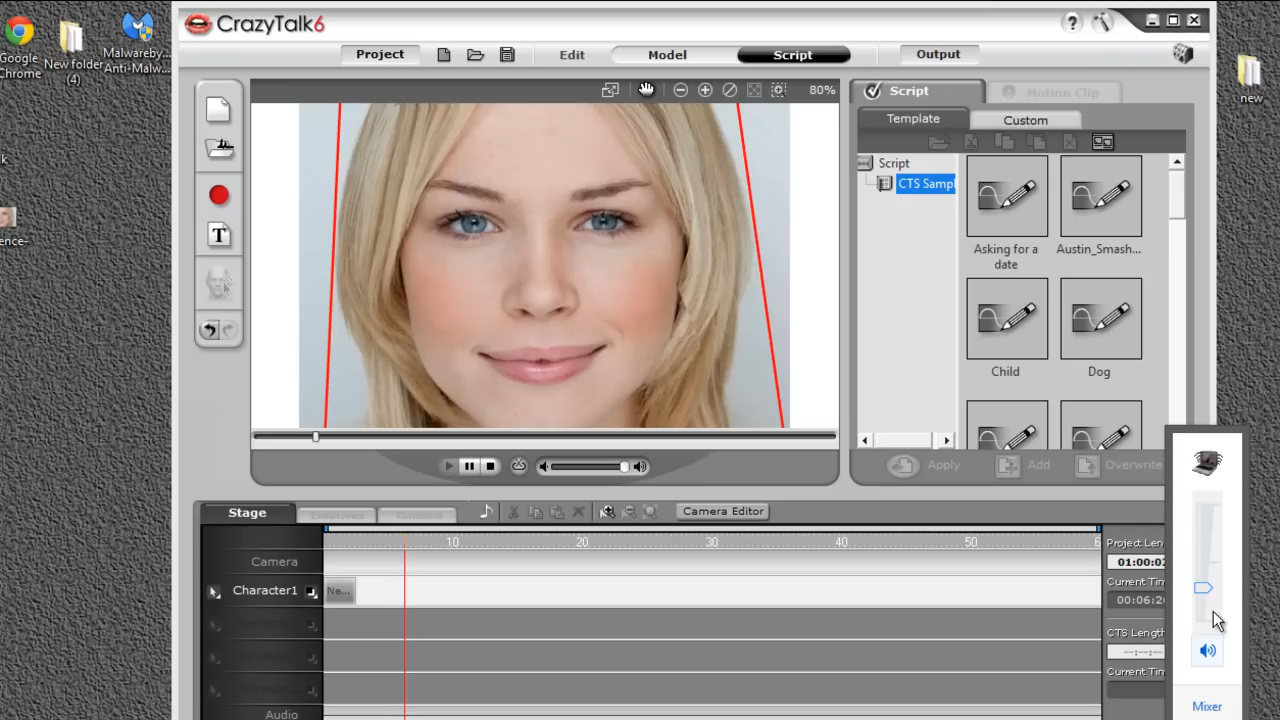 Google
Chrome
New folder
(4)
Malwareby...
Anti-Malw...
k
ence-
CrazyTalk6
?
Project
Edit
Model
Script
Output
80%
T
Script
Motion Clip
Template
Custom
Script
CTS Sampl
Asking for a
date
Austin_Smash...
Child
Dog
Apply
Add
Overwrite
new
Stage
Camera Editor
10
20
30
40
50
6
Camera
Character1
Ne...
Audio
Project Len
01:00:0
Current Tim
00:06:2
CTS Length
--:--:--
Current Tim
Mixer